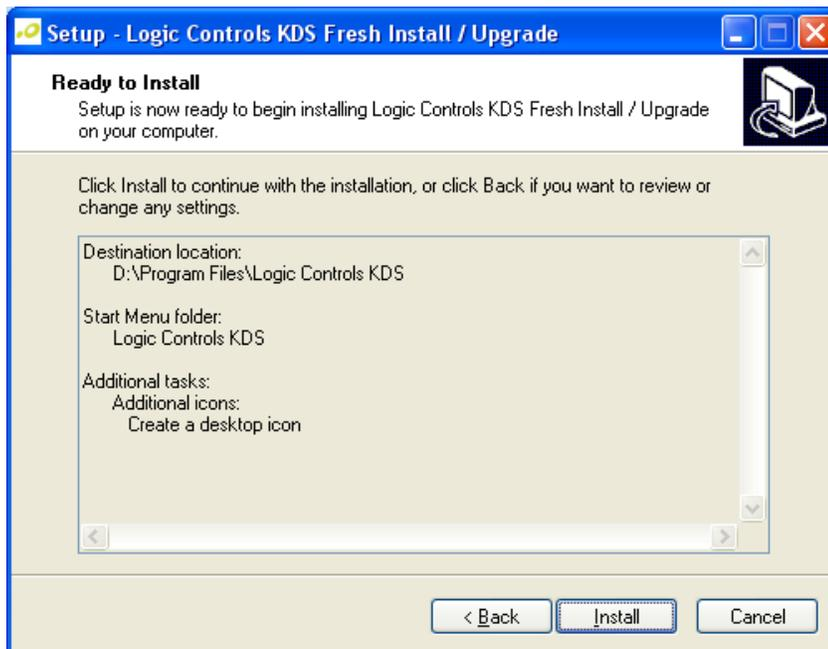 Setup - Logic Controls KDS Fresh Install / Upgrade
Ready to Install
Setup is now ready to begin installing Logic Controls KDS Fresh Install / Upgrade
on your computer.
Click Install to continue with the installation, or click Back if you want to review or
change any settings.
Destination location:
D:\Program Files\Logic Controls KDS
Start Menu folder:
Logic Controls KDS
Additional tasks:
Additional icons:
Create a desktop icon
< Back
Install
Cancel